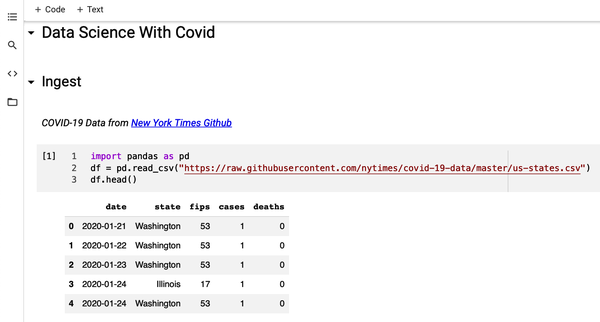 + Code + Text
Data Science With Covid
Ingest
COVID-19 Data from New York Times Github
[1] 1 import pandas as pd
2 df = pd.read_csv("https://raw.githubusercontent.com/nytimes/covid-19-data/master/us-states.csv")
3 df.head()
date state fips cases deaths
0 2020-01-21 Washington 53 1 0
1 2020-01-22 Washington 53 1 0
2 2020-01-23 Washington 53 1 0
3 2020-01-24 Illinois 17 1 0
4 2020-01-24 Washington 53 1 0